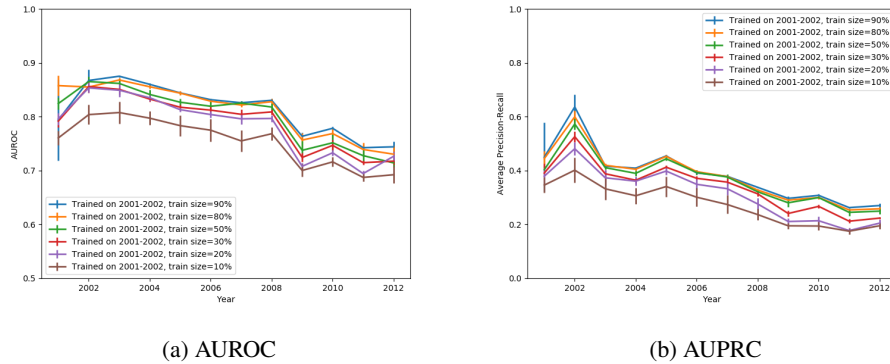 1.0
0.9
0.8
0.7
0.6
0.5
AUROC
Trained on 2001-2002, train size=90%
Trained on 2001-2002, train size=80%
Trained on 2001-2002, train size=50%
Trained on 2001-2002, train size=30%
Trained on 2001-2002, train size=20%
Trained on 2001-2002, train size=10%
2002 2004 2006 2008 2010 2012
Year
(a) AUROC
1.0
0.8
0.6
0.4
0.2
0.0
Average Precision-Recall
Trained on 2001-2002, train size=90%
Trained on 2001-2002, train size=80%
Trained on 2001-2002, train size=50%
Trained on 2001-2002, train size=30%
Trained on 2001-2002, train size=20%
Trained on 2001-2002, train size=10%
2002 2004 2006 2008 2010 2012
Year
(b) AUPRC